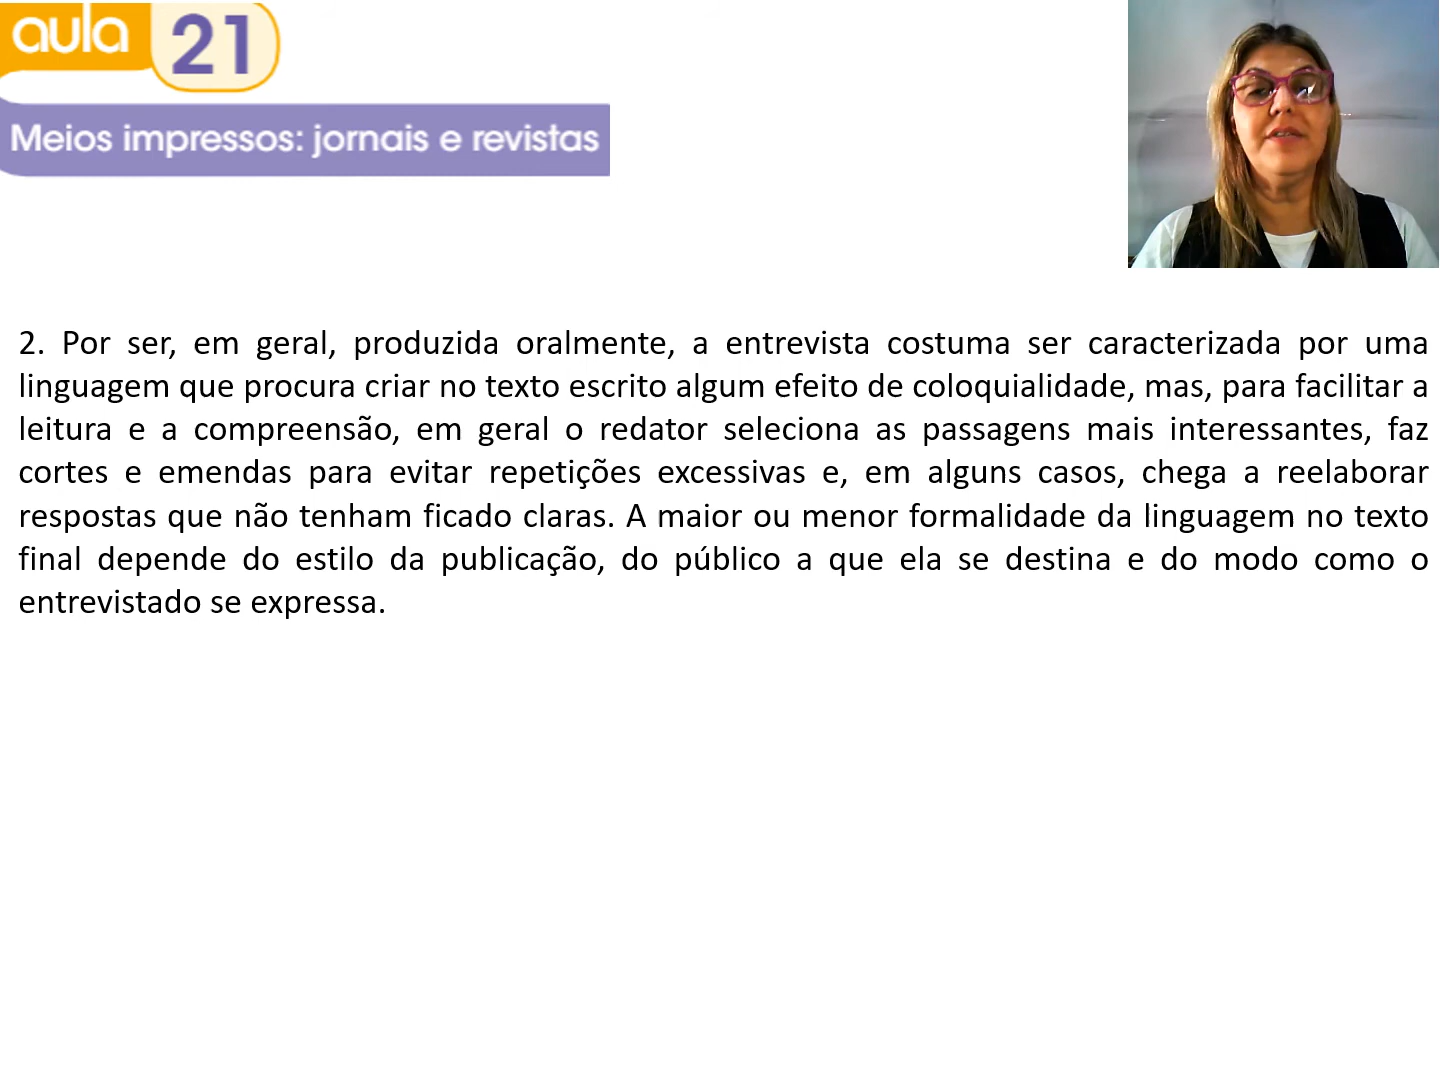 aula 21
Meios impressos: jornais e revistas
2. Por ser, em geral, produzida oralmente, a entrevista costuma ser caracterizada por uma
linguagem que procura criar no texto escrito algum efeito de coloquialidade, mas, para facilitar a
leitura e a compreensão, em geral o redator seleciona as passagens mais interessantes, faz
cortes e emendas para evitar repetições excessivas e, em alguns casos, chega a reelaborar
respostas que não tenham ficado claras. A maior ou menor formalidade da linguagem no texto
final depende do estilo da publicação, do público a que ela se destina e do modo como o
entrevistado se expressa.